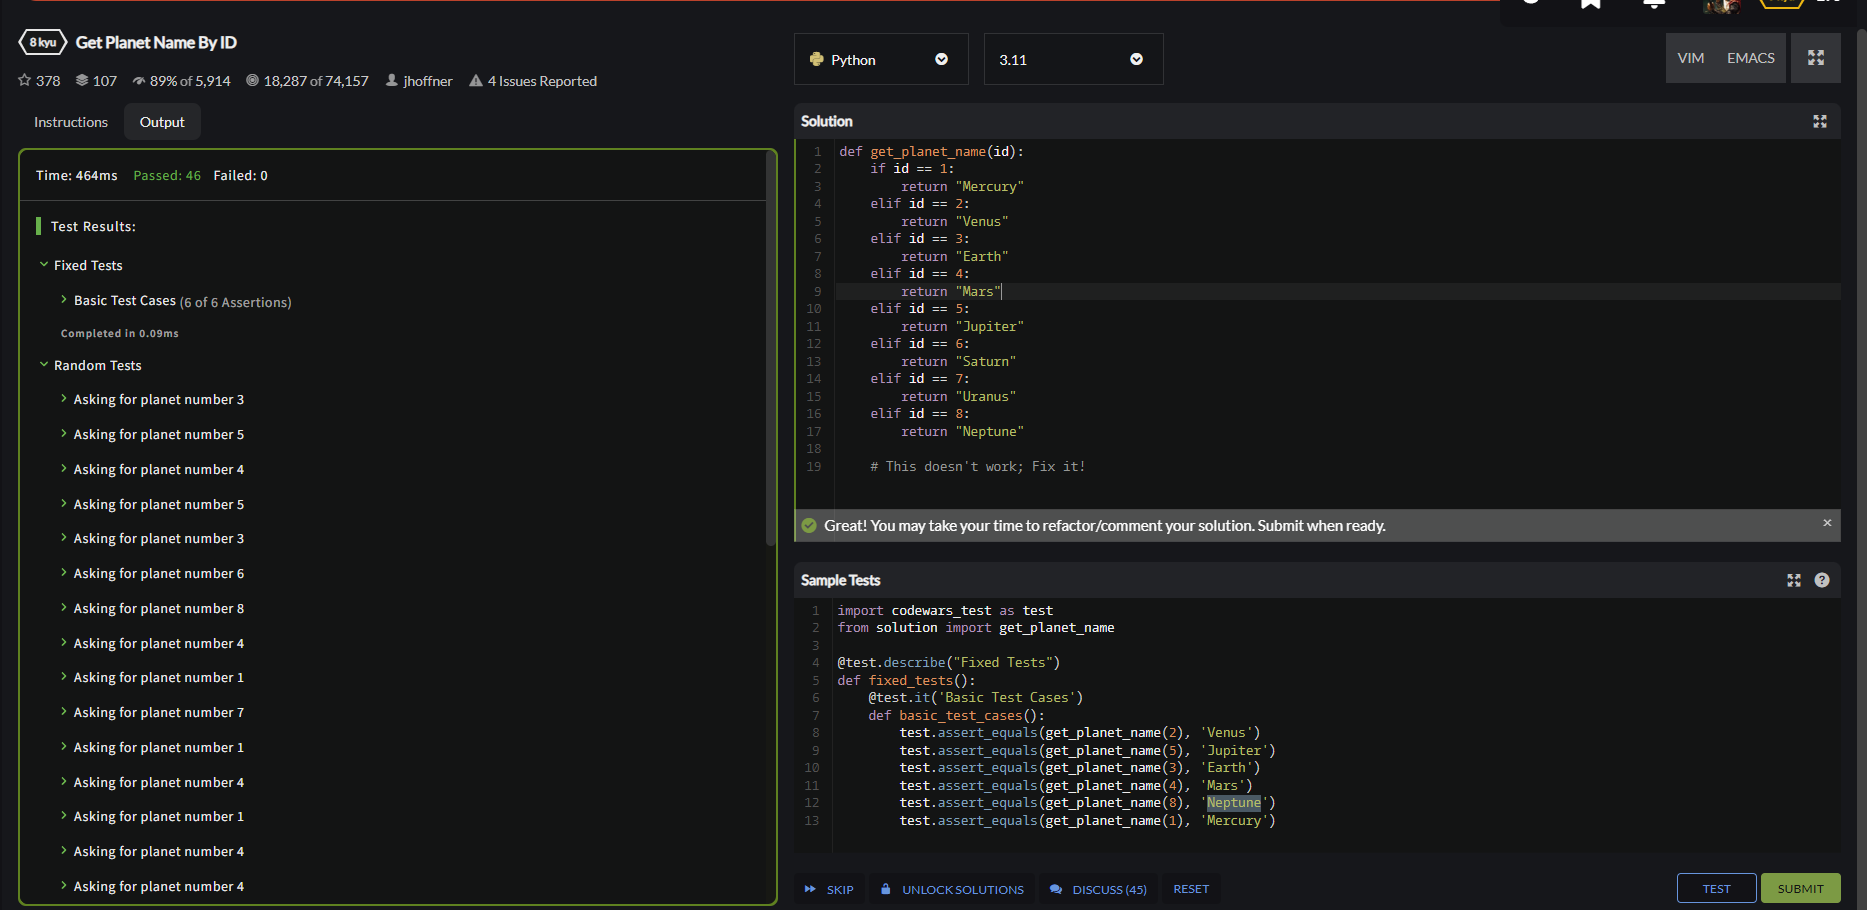 8 kyu Get Planet Name By ID
378 107 89% of 5,914 18,287 of 74,157 jhoffner 4 Issues Reported
Instructions Output
Time: 464ms Passed: 46 Failed: 0
Test Results:
Fixed Tests
Basic Test Cases (6 of 6 Assertions)
Completed in 0.09ms
Random Tests
Asking for planet number 3
Asking for planet number 5
Asking for planet number 4
Asking for planet number 5
Asking for planet number 3
Asking for planet number 6
Asking for planet number 8
Asking for planet number 4
Asking for planet number 1
Asking for planet number 7
Asking for planet number 1
Asking for planet number 4
Asking for planet number 1
Asking for planet number 4
Asking for planet number 4
Python 3.11 VIM EMACS
Solution
1 def get_planet_name(id):
2     if id == 1:
3         return "Mercury"
4     elif id == 2:
5         return "Venus"
6     elif id == 3:
7         return "Earth"
8     elif id == 4:
9         return "Mars"
10     elif id == 5:
11         return "Jupiter"
12     elif id == 6:
13         return "Saturn"
14     elif id == 7:
15         return "Uranus"
16     elif id == 8:
17         return "Neptune"
18
19     # This doesn't work; Fix it!
Great! You may take your time to refactor/comment your solution. Submit when ready. ×
Sample Tests ?
1 import codewars_test as test
2 from solution import get_planet_name
3
4 @test.describe("Fixed Tests")
5 def fixed_tests():
6     @test.it('Basic Test Cases')
7     def basic_test_cases():
8         test.assert_equals(get_planet_name(2), 'Venus')
9         test.assert_equals(get_planet_name(5), 'Jupiter')
10         test.assert_equals(get_planet_name(3), 'Earth')
11         test.assert_equals(get_planet_name(4), 'Mars')
12         test.assert_equals(get_planet_name(8), 'Neptune')
13         test.assert_equals(get_planet_name(1), 'Mercury')
SKIP UNLOCK SOLUTIONS DISCUSS (45) RESET TEST SUBMIT